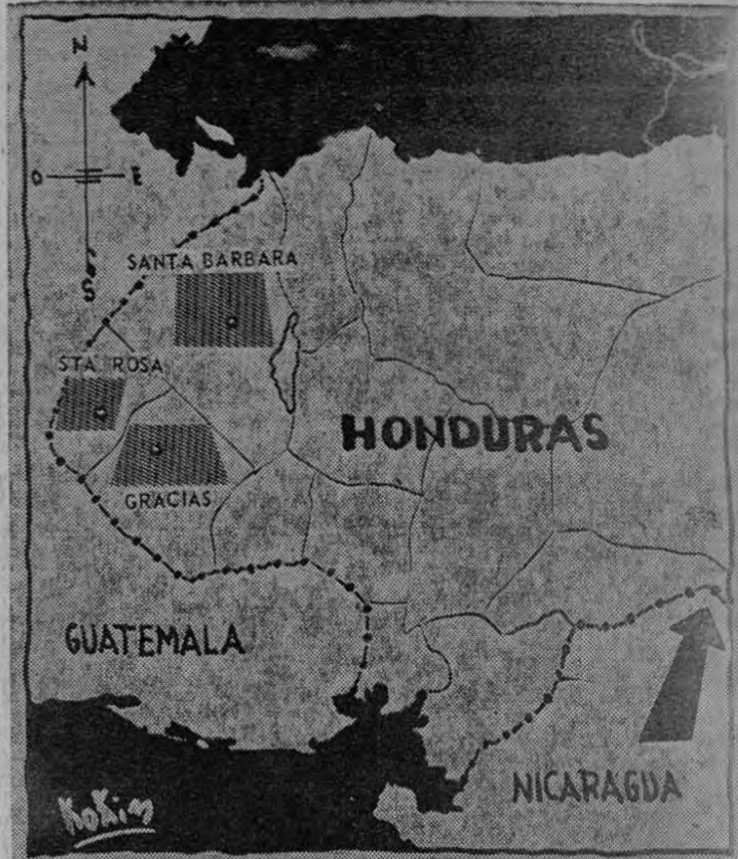 N
O E
S
SANTA BARBARA
STA. ROSA
HONDURAS
GRACIAS
GUATEMALA
NICARAGUA
KoKim